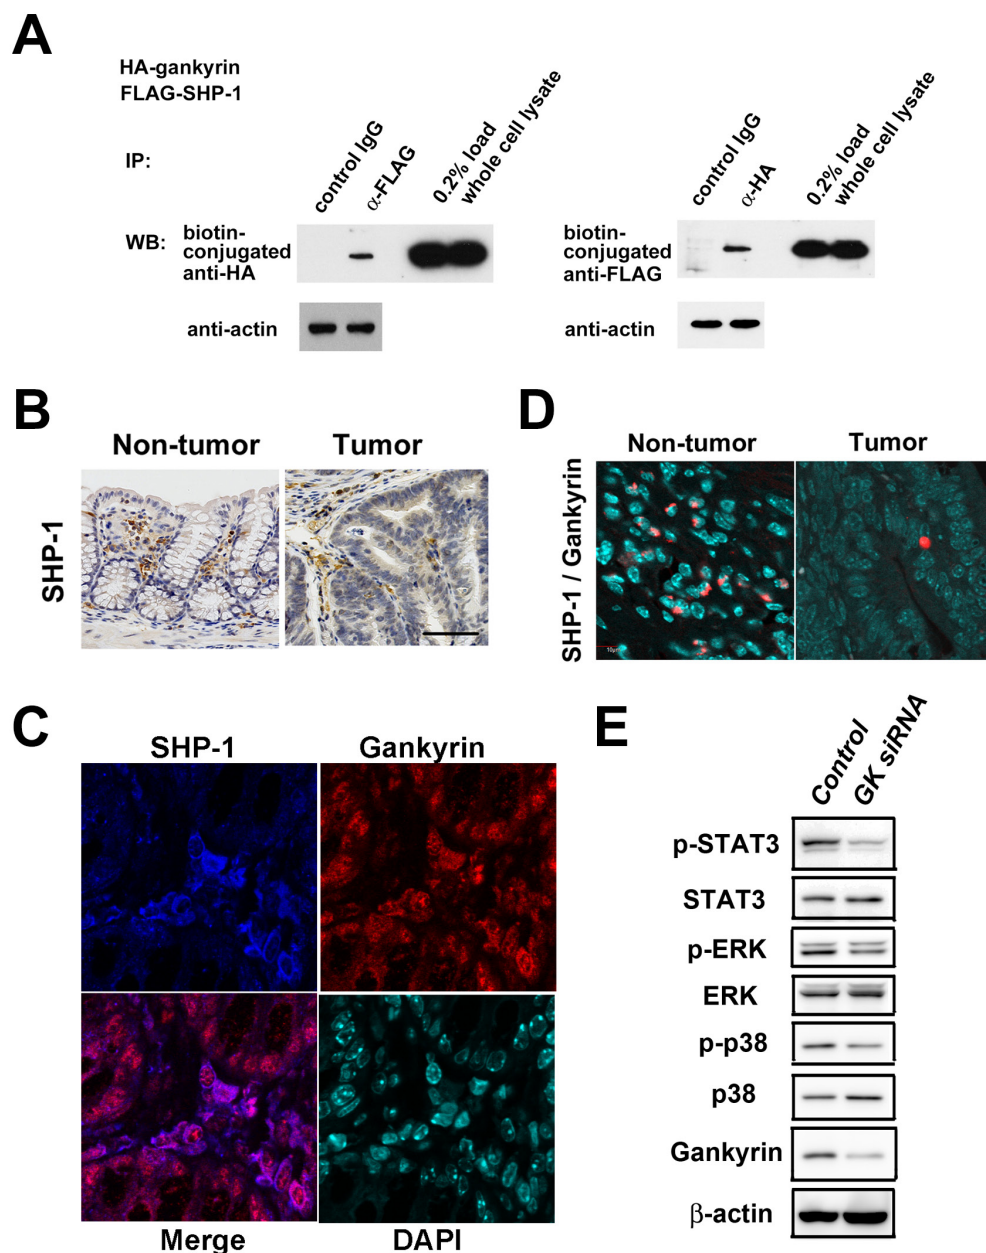 A
HA-gankyrin
FLAG-SHP-1
IP:
control IgG
α-FLAG
0.2% load
whole cell lysate
control IgG
α-HA
0.2% load
whole cell lysate
WB:
biotin-
conjugated
anti-HA
biotin-
conjugated
anti-FLAG
anti-actin
anti-actin
B
Non-tumor
Tumor
SHP-1
D
Non-tumor
Tumor
SHP-1 / Gankyrin
10µm
C
SHP-1
Gankyrin
Merge
DAPI
E
Control
GK siRNA
p-STAT3
STAT3
p-ERK
ERK
p-p38
p38
Gankyrin
β-actin